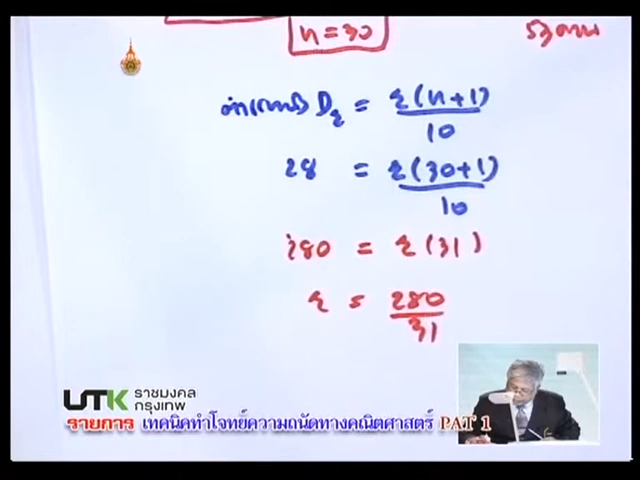 n = 30
ตำแหน่ง D_r = r(n+1)/10
28 = r(30+1)/10
280 = r(31)
r = 280/31
UTK ราชมงคล
กรุงเทพ
รายการ เทคนิคทำโจทย์ความถนัดทางคณิตศาสตร์ PAT 1